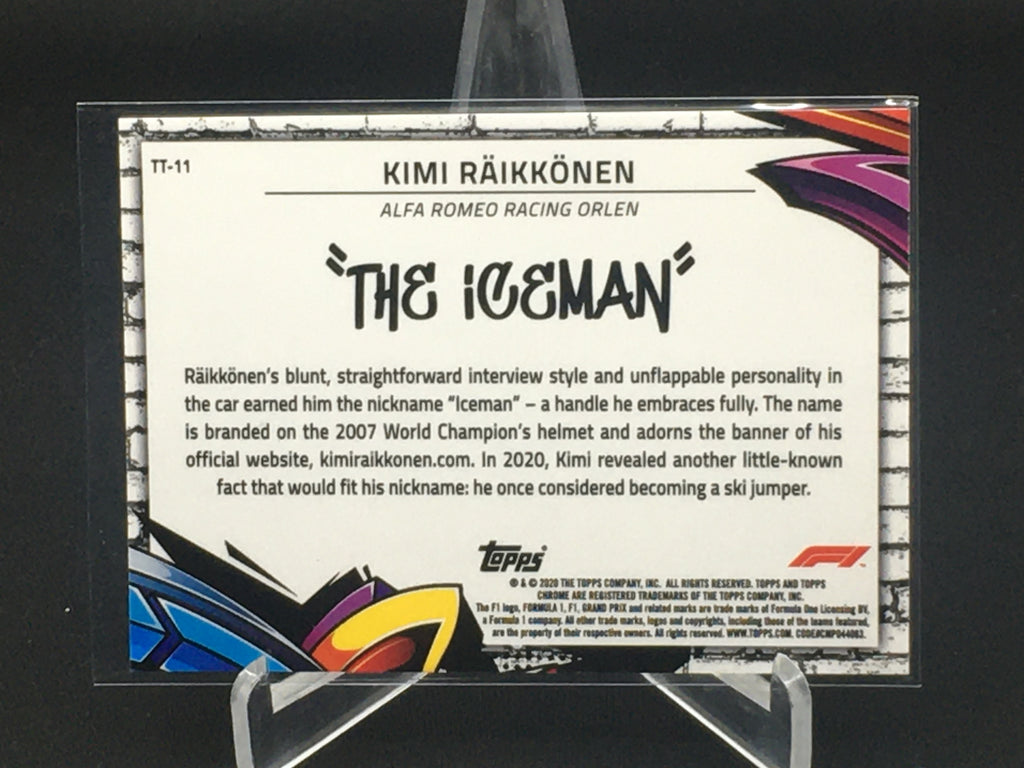 TT-11
KIMI RÄIKKÖNEN
ALFA ROMEO RACING ORLEN
"THE ICEMAN"
Räikkönen's blunt, straightforward interview style and unflappable personality in
the car earned him the nickname "Iceman" – a handle he embraces fully. The name
is branded on the 2007 World Champion's helmet and adorns the banner of his
official website, kimiraikkonen.com. In 2020, Kimi revealed another little-known
fact that would fit his nickname: he once considered becoming a ski jumper.
topps
F1
® & © 2020 THE TOPPS COMPANY, INC. ALL RIGHTS RESERVED. TOPPS AND TOPPS
CHROME ARE REGISTERED TRADEMARKS OF THE TOPPS COMPANY, INC.
The F1 logo, FORMULA 1, F1, GRAND PRIX and related marks are trade marks of Formula One Licensing BV,
a Formula 1 company. All other trade marks, logos and copyrights, including those of the teams featured,
are the property of their respective owners. All rights reserved. WWW.TOPPS.COM. CODE#CMP044083.